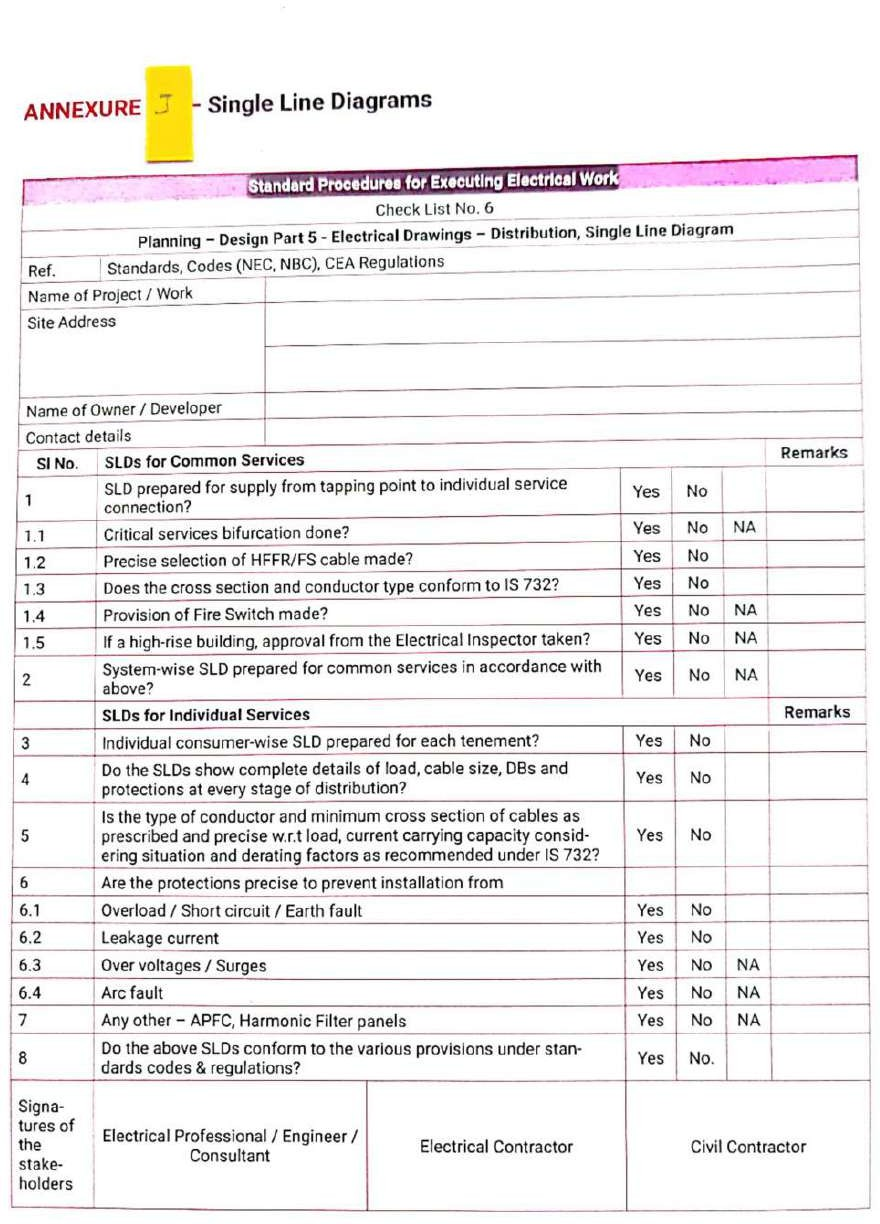 ANNEXURE J - Single Line Diagrams
Standard Procedures for Executing Electrical Work
Check List No. 6
Planning – Design Part 5 - Electrical Drawings – Distribution, Single Line Diagram
Ref. Standards, Codes (NEC, NBC), CEA Regulations
Name of Project / Work
Site Address
Name of Owner / Developer
Contact details
Sl No. SLDs for Common Services Remarks
1 SLD prepared for supply from tapping point to individual service
connection? Yes No
1.1 Critical services bifurcation done? Yes No NA
1.2 Precise selection of HFFR/FS cable made? Yes No
1.3 Does the cross section and conductor type conform to IS 732? Yes No
1.4 Provision of Fire Switch made? Yes No NA
1.5 If a high-rise building, approval from the Electrical Inspector taken? Yes No NA
2 System-wise SLD prepared for common services in accordance with
above? Yes No NA
SLDs for Individual Services Remarks
3 Individual consumer-wise SLD prepared for each tenement? Yes No
4 Do the SLDs show complete details of load, cable size, DBs and
protections at every stage of distribution? Yes No
Is the type of conductor and minimum cross section of cables as
5 prescribed and precise w.r.t load, current carrying capacity consid- Yes No
ering situation and derating factors as recommended under IS 732?
6 Are the protections precise to prevent installation from
6.1 Overload / Short circuit / Earth fault Yes No
6.2 Leakage current Yes No
6.3 Over voltages / Surges Yes No NA
6.4 Arc fault Yes No NA
7 Any other – APFC, Harmonic Filter panels Yes No NA
8 Do the above SLDs conform to the various provisions under stan-
dards codes & regulations? Yes No.
Signa-
tures of
the
stake-
holders
Electrical Professional / Engineer /
Consultant
Electrical Contractor
Civil Contractor